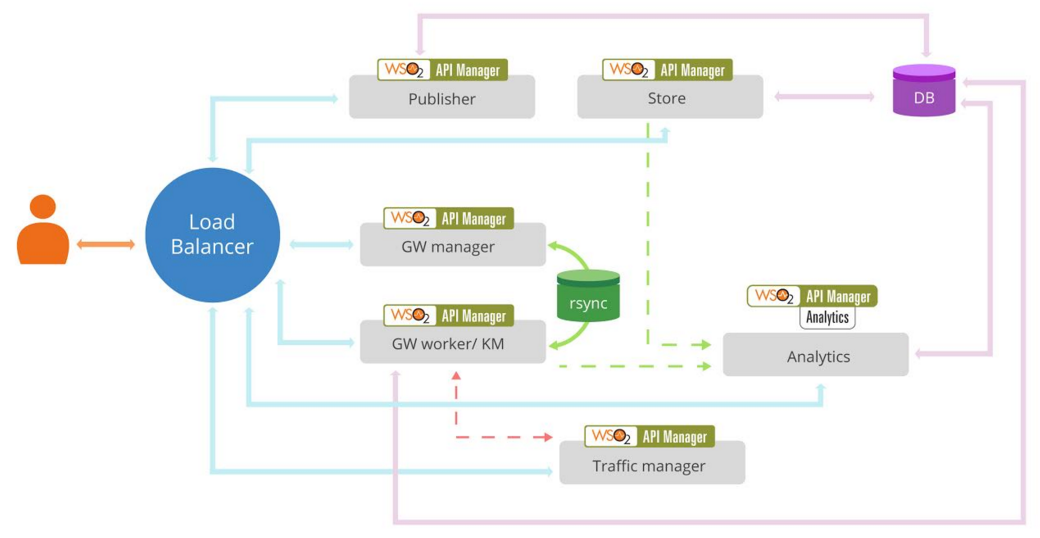 WSO2 API Manager
Publisher
WSO2 API Manager
Store
DB
Load
Balancer
WSO2 API Manager
GW manager
rsync
WSO2 API Manager
GW worker/ KM
WSO2 API Manager
Analytics
Analytics
WSO2 API Manager
Traffic manager